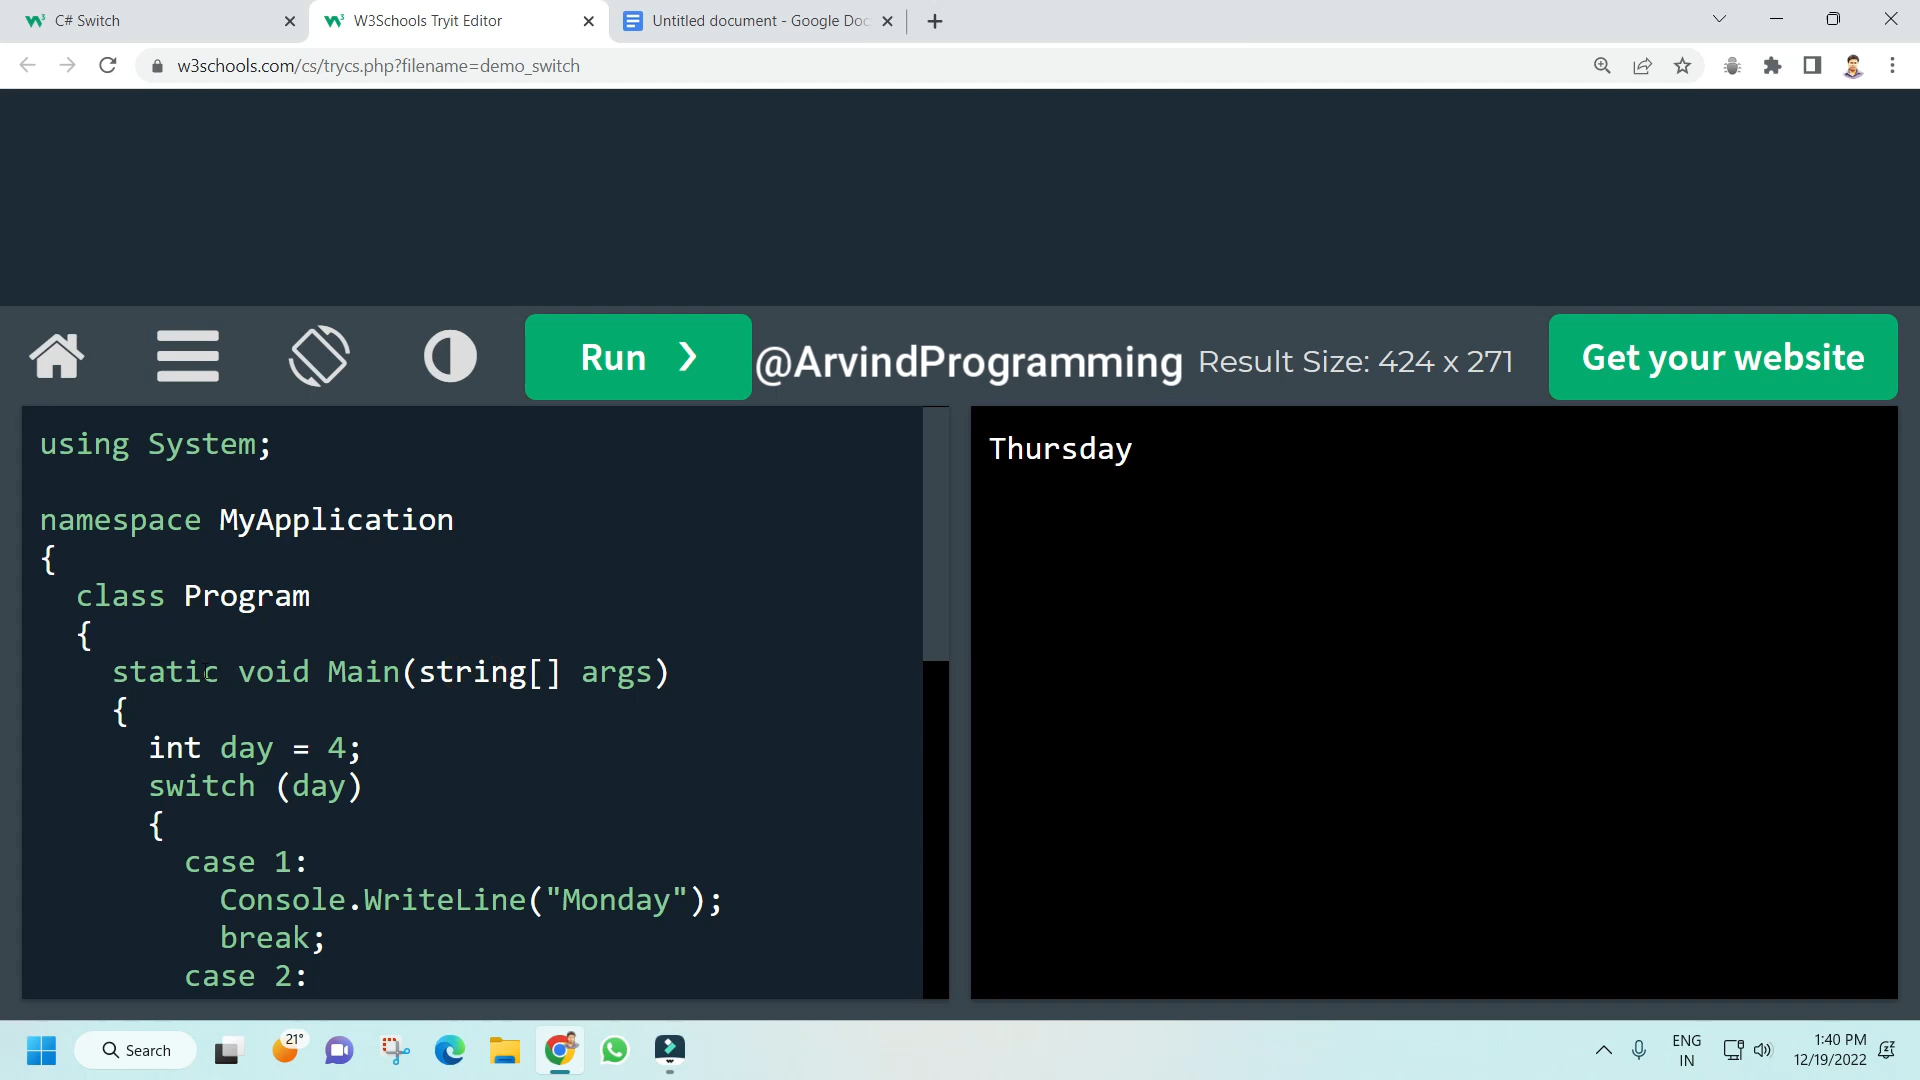 C# Switch
W3Schools Tryit Editor
Untitled document - Google Doc
w3schools.com/cs/trycs.php?filename=demo_switch
Run ❯
@ArvindProgramming
Result Size: 424 x 271
Get your website
using System;
namespace MyApplication
{
class Program
{
static void Main(string[] args)
{
int day = 4;
switch (day)
{
case 1:
Console.WriteLine("Monday");
break;
case 2:
Thursday
21°
Search
ENG
IN
1:40 PM
12/19/2022